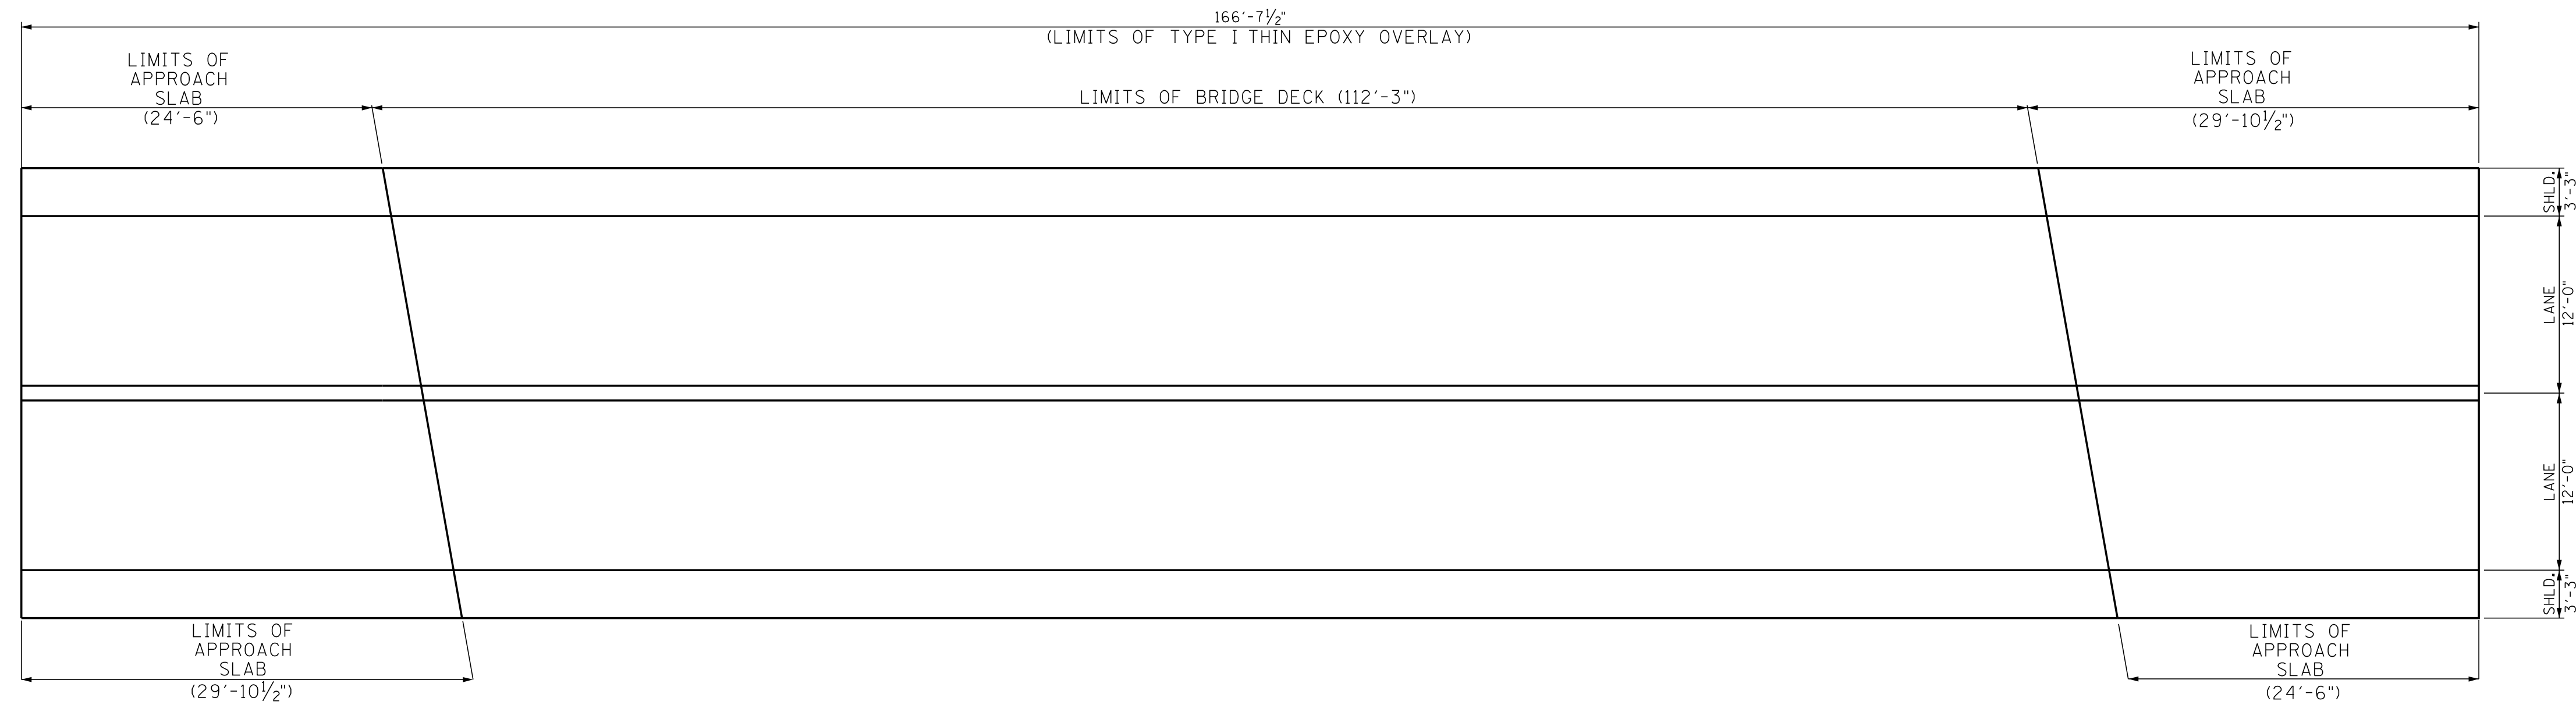 166'-7½"
(LIMITS OF TYPE I THIN EPOXY OVERLAY)
LIMITS OF
APPROACH
SLAB
(24'-6")
LIMITS OF BRIDGE DECK (112'-3")
LIMITS OF
APPROACH
SLAB
(29'-10½")
SHLD.
3'-3"
LANE
12'-0"
LANE
12'-0"
SHLD.
3'-3"
LIMITS OF
APPROACH
SLAB
(29'-10½")
LIMITS OF
APPROACH
SLAB
(24'-6")